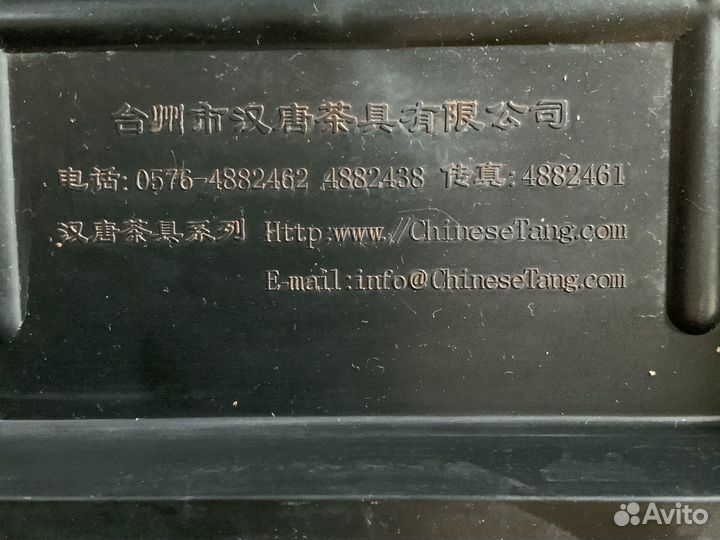 台州市汉唐茶具有限公司
电话:0576-4882462 4882438 传真:4882461
汉唐茶具系列 Http:www.//ChineseTang.com
E-mail:info@ChineseTang.com
Avito